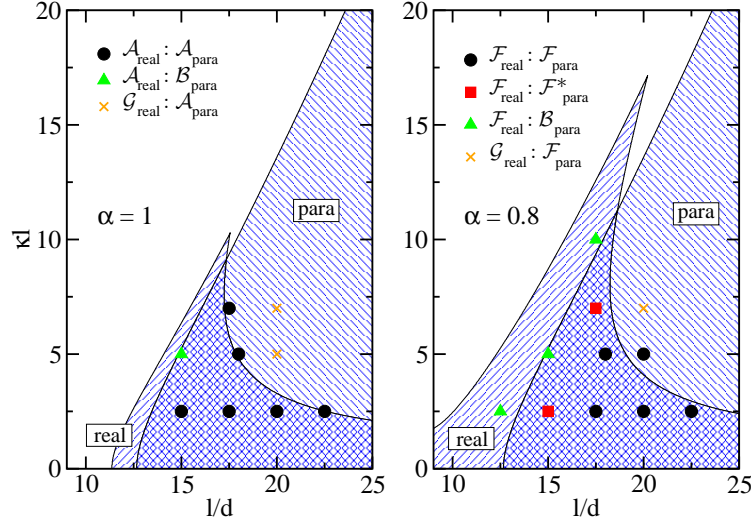 20
15
10
5
0
κl
10
15
20
25
l/d
𝒜real : 𝒜para
𝒜real : ℬpara
𝒢real : 𝒜para
α = 1
para
real
20
15
10
5
0
10
15
20
25
l/d
ℱreal : ℱpara
ℱreal : ℱ*para
ℱreal : ℬpara
𝒢real : ℱpara
α = 0.8
para
real